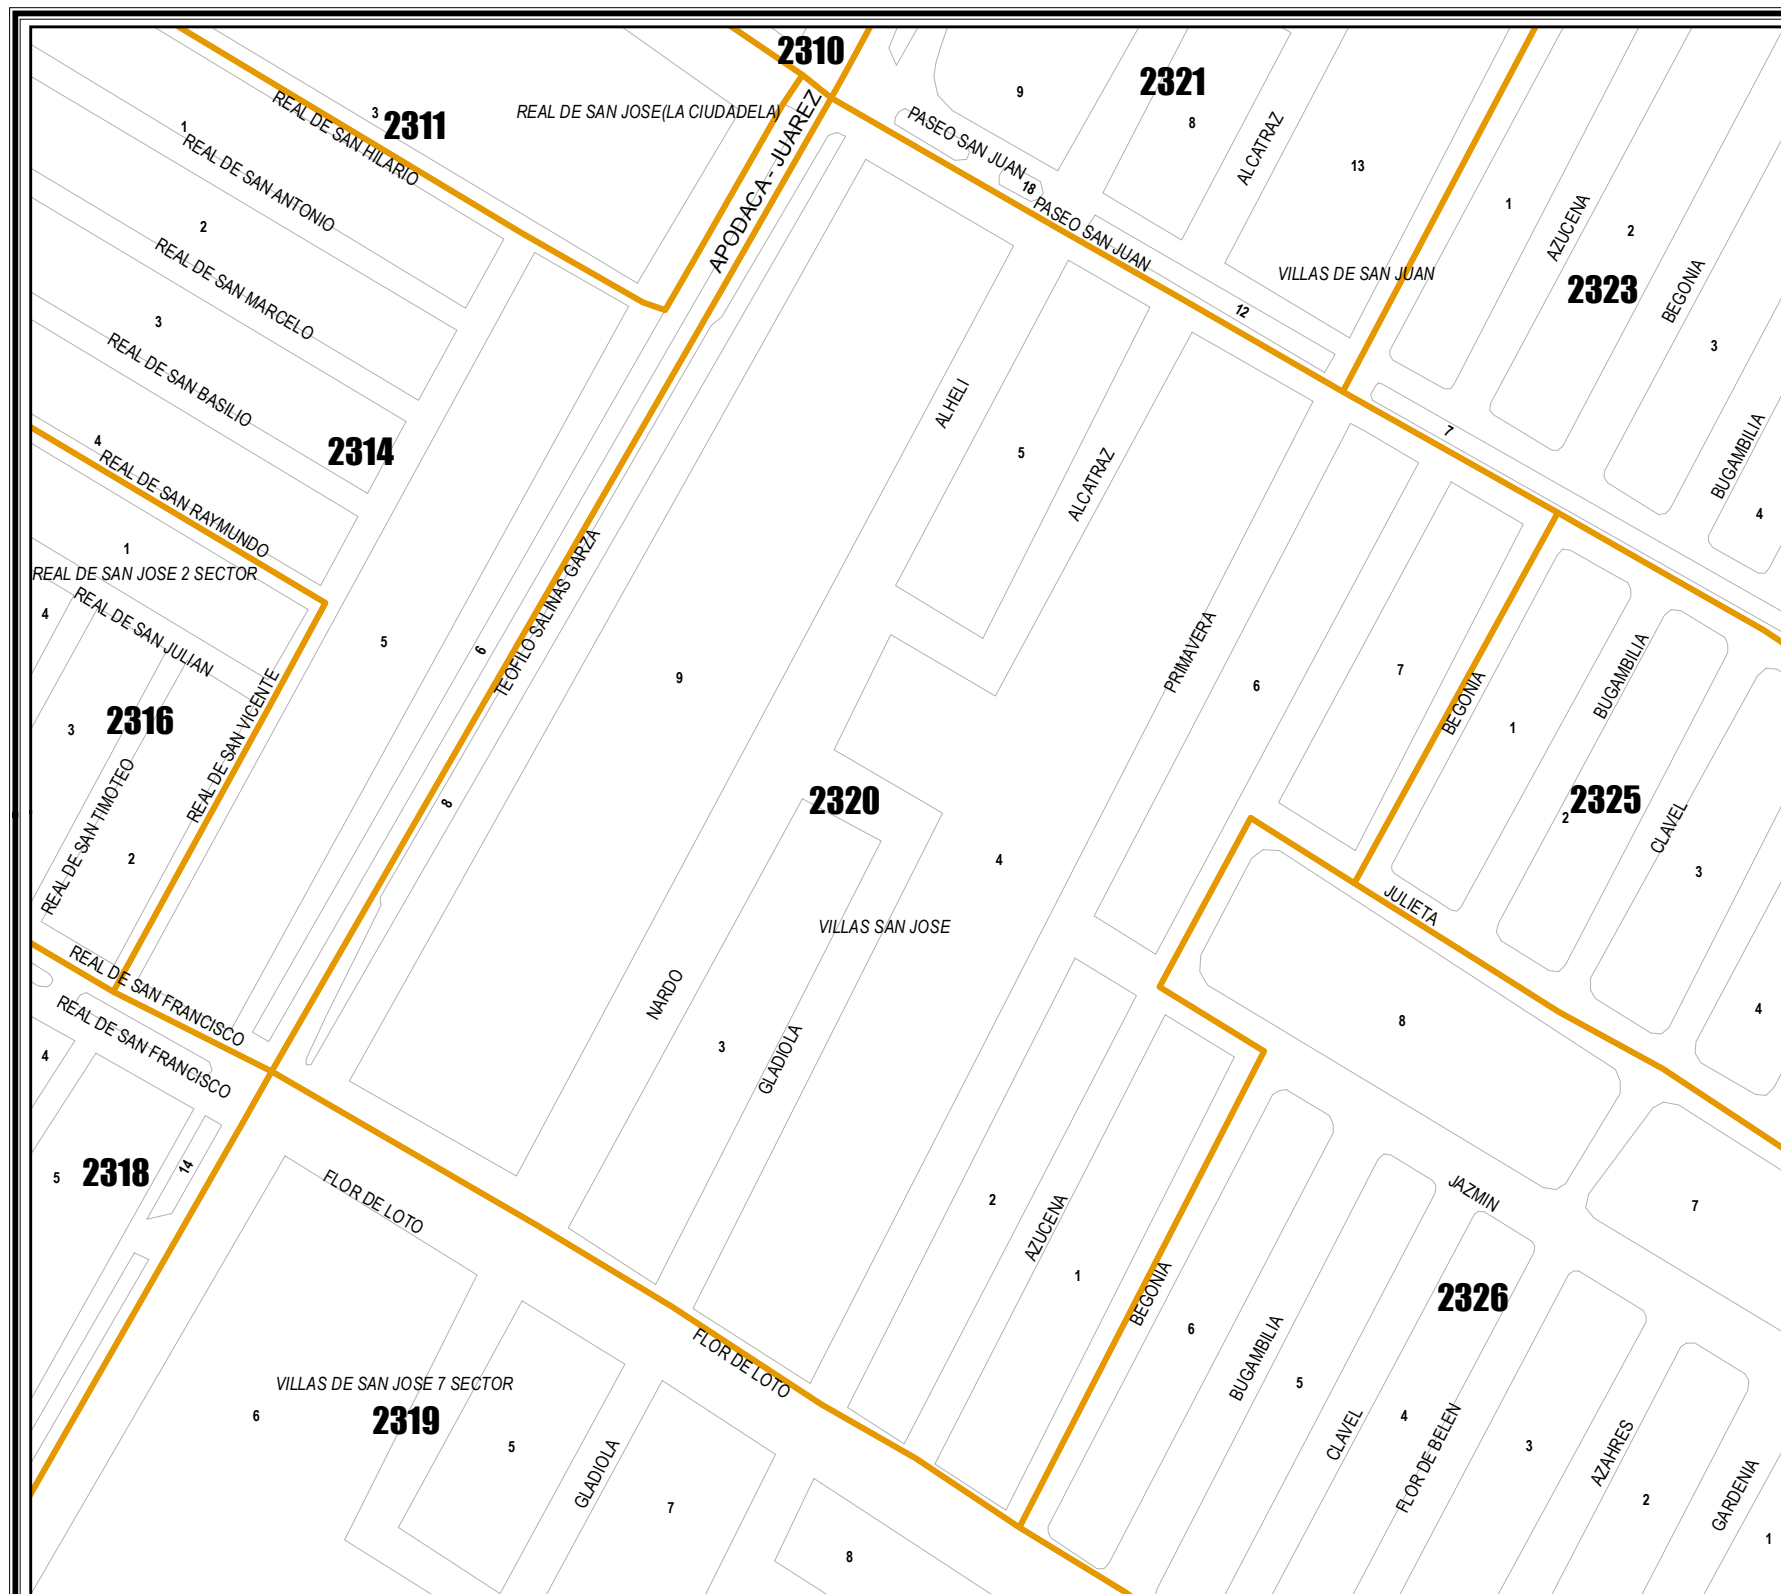 2310
2321
9
8
13
3
2311
REAL DE SAN JOSE(LA CIUDADELA)
REAL DE SAN HILARIO
1
REAL DE SAN ANTONIO
APODACA - JUAREZ
PASEO SAN JUAN
18
PASEO SAN JUAN
ALCATRAZ
VILLAS DE SAN JUAN
12
1
AZUCENA
2
2323
BEGONIA
3
BUGAMBILIA
4
7
2
REAL DE SAN MARCELO
3
REAL DE SAN BASILIO
4
2314
REAL DE SAN RAYMUNDO
1
REAL DE SAN JOSE 2 SECTOR
4
REAL DE SAN JULIAN
3
2316
REAL DE SAN VICENTE
REAL DE SAN TIMOTEO
2
5
6
TEOFILO SALINAS GARZA
8
9
ALHELI
5
ALCATRAZ
PRIMAVERA
6
7
BEGONIA
1
BUGAMBILIA
2
2325
CLAVEL
3
4
2320
4
VILLAS SAN JOSE
JULIETA
8
NARDO
3
GLADIOLA
2
AZUCENA
1
BEGONIA
REAL DE SAN FRANCISCO
REAL DE SAN FRANCISCO
4
5
2318
14
FLOR DE LOTO
FLOR DE LOTO
VILLAS DE SAN JOSE 7 SECTOR
2319
6
5
GLADIOLA
7
8
JAZMIN
7
2326
6
BUGAMBILIA
5
CLAVEL
4
FLOR DE BELEN
3
AZAHRES
2
GARDENIA
1